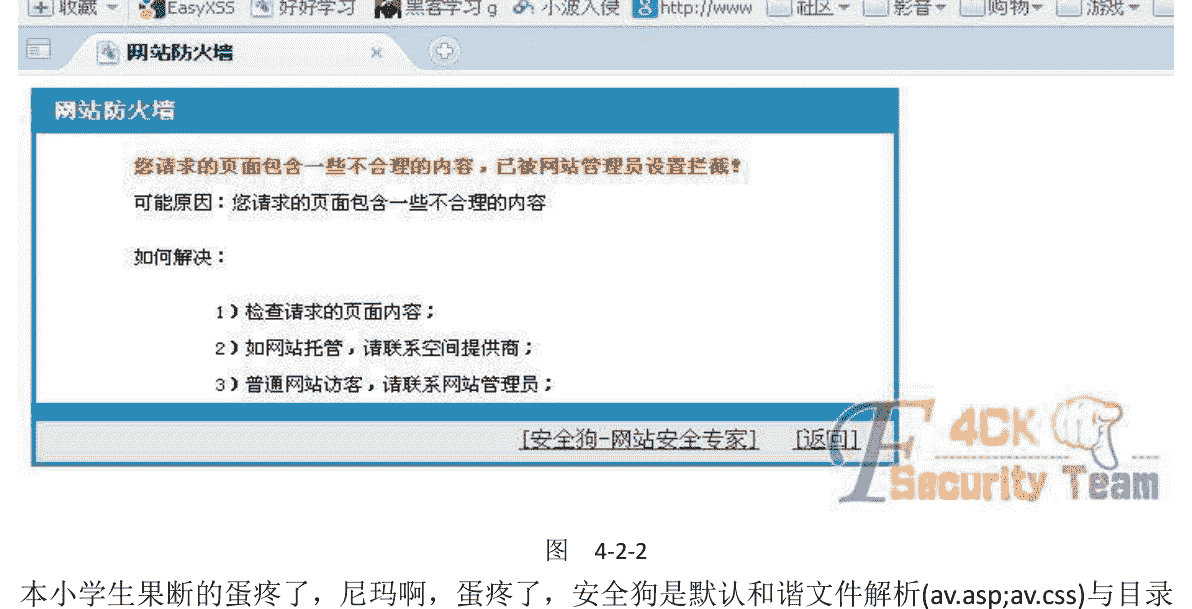 收藏 EasyXSS 好好学习 黑客学习 g 小波入侵 http://www 社区 影音 购物 游戏
网站防火墙
网站防火墙
您请求的页面包含一些不合理的内容，已被网站管理员设置拦截！
可能原因：您请求的页面包含一些不合理的内容
如何解决：
1）检查请求的页面内容；
2）如网站托管，请联系空间提供商；
3）普通网站访客，请联系网站管理员；
[安全狗-网站安全专家] [返回]
F4CK
Security Team
图 4-2-2
本小学生果断的蛋疼了，尼玛啊，蛋疼了，安全狗是默认和谐文件解析(av.asp;av.css)与目录